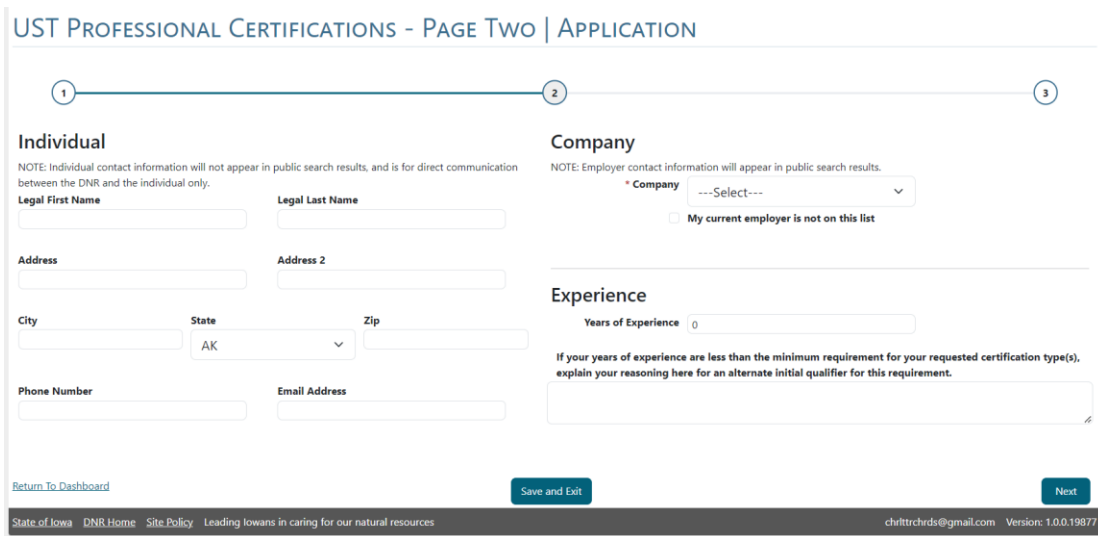 UST PROFESSIONAL CERTIFICATIONS - PAGE TWO | APPLICATION
1
2
3
Individual
NOTE: Individual contact information will not appear in public search results, and is for direct communication
between the DNR and the individual only.
Legal First Name
Legal Last Name
Address
Address 2
City
State
Zip
AK
Phone Number
Email Address
Company
NOTE: Employer contact information will appear in public search results.
* Company
---Select---
My current employer is not on this list
Experience
Years of Experience
0
If your years of experience are less than the minimum requirement for your requested certification type(s),
explain your reasoning here for an alternate initial qualifier for this requirement.
Return To Dashboard
Save and Exit
Next
State of Iowa DNR Home Site Policy Leading Iowans in caring for our natural resources
chrlttrchrds@gmail.com Version: 1.0.0.19877